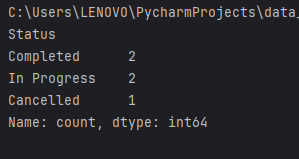 C:\Users\LENOVO\PycharmProjects\data_
Status
Completed      2
In Progress    2
Cancelled      1
Name: count, dtype: int64